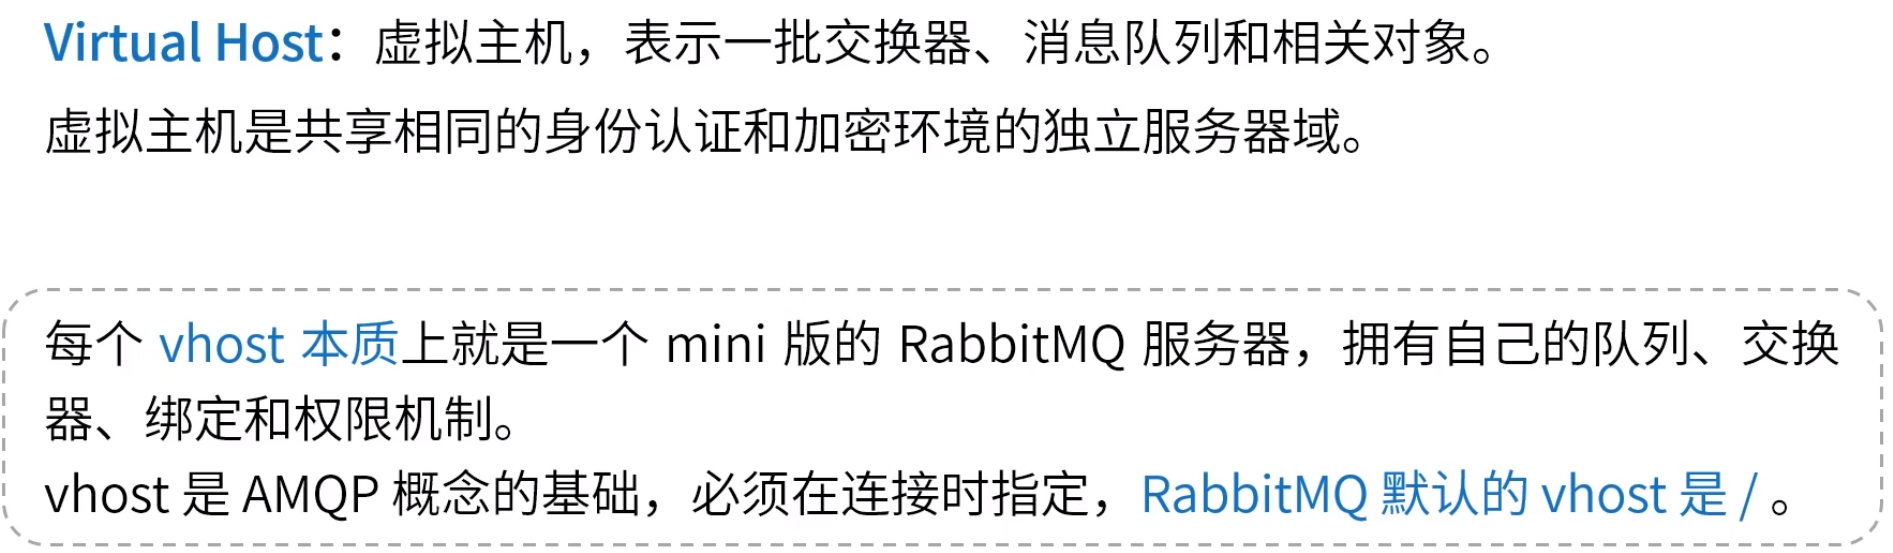 Virtual Host：虚拟主机，表示一批交换器、消息队列和相关对象。
虚拟主机是共享相同的身份认证和加密环境的独立服务器域。
每个 vhost 本质上就是一个 mini 版的 RabbitMQ 服务器，拥有自己的队列、交换
器、绑定和权限机制。
vhost 是 AMQP 概念的基础，必须在连接时指定，RabbitMQ 默认的 vhost 是 / 。